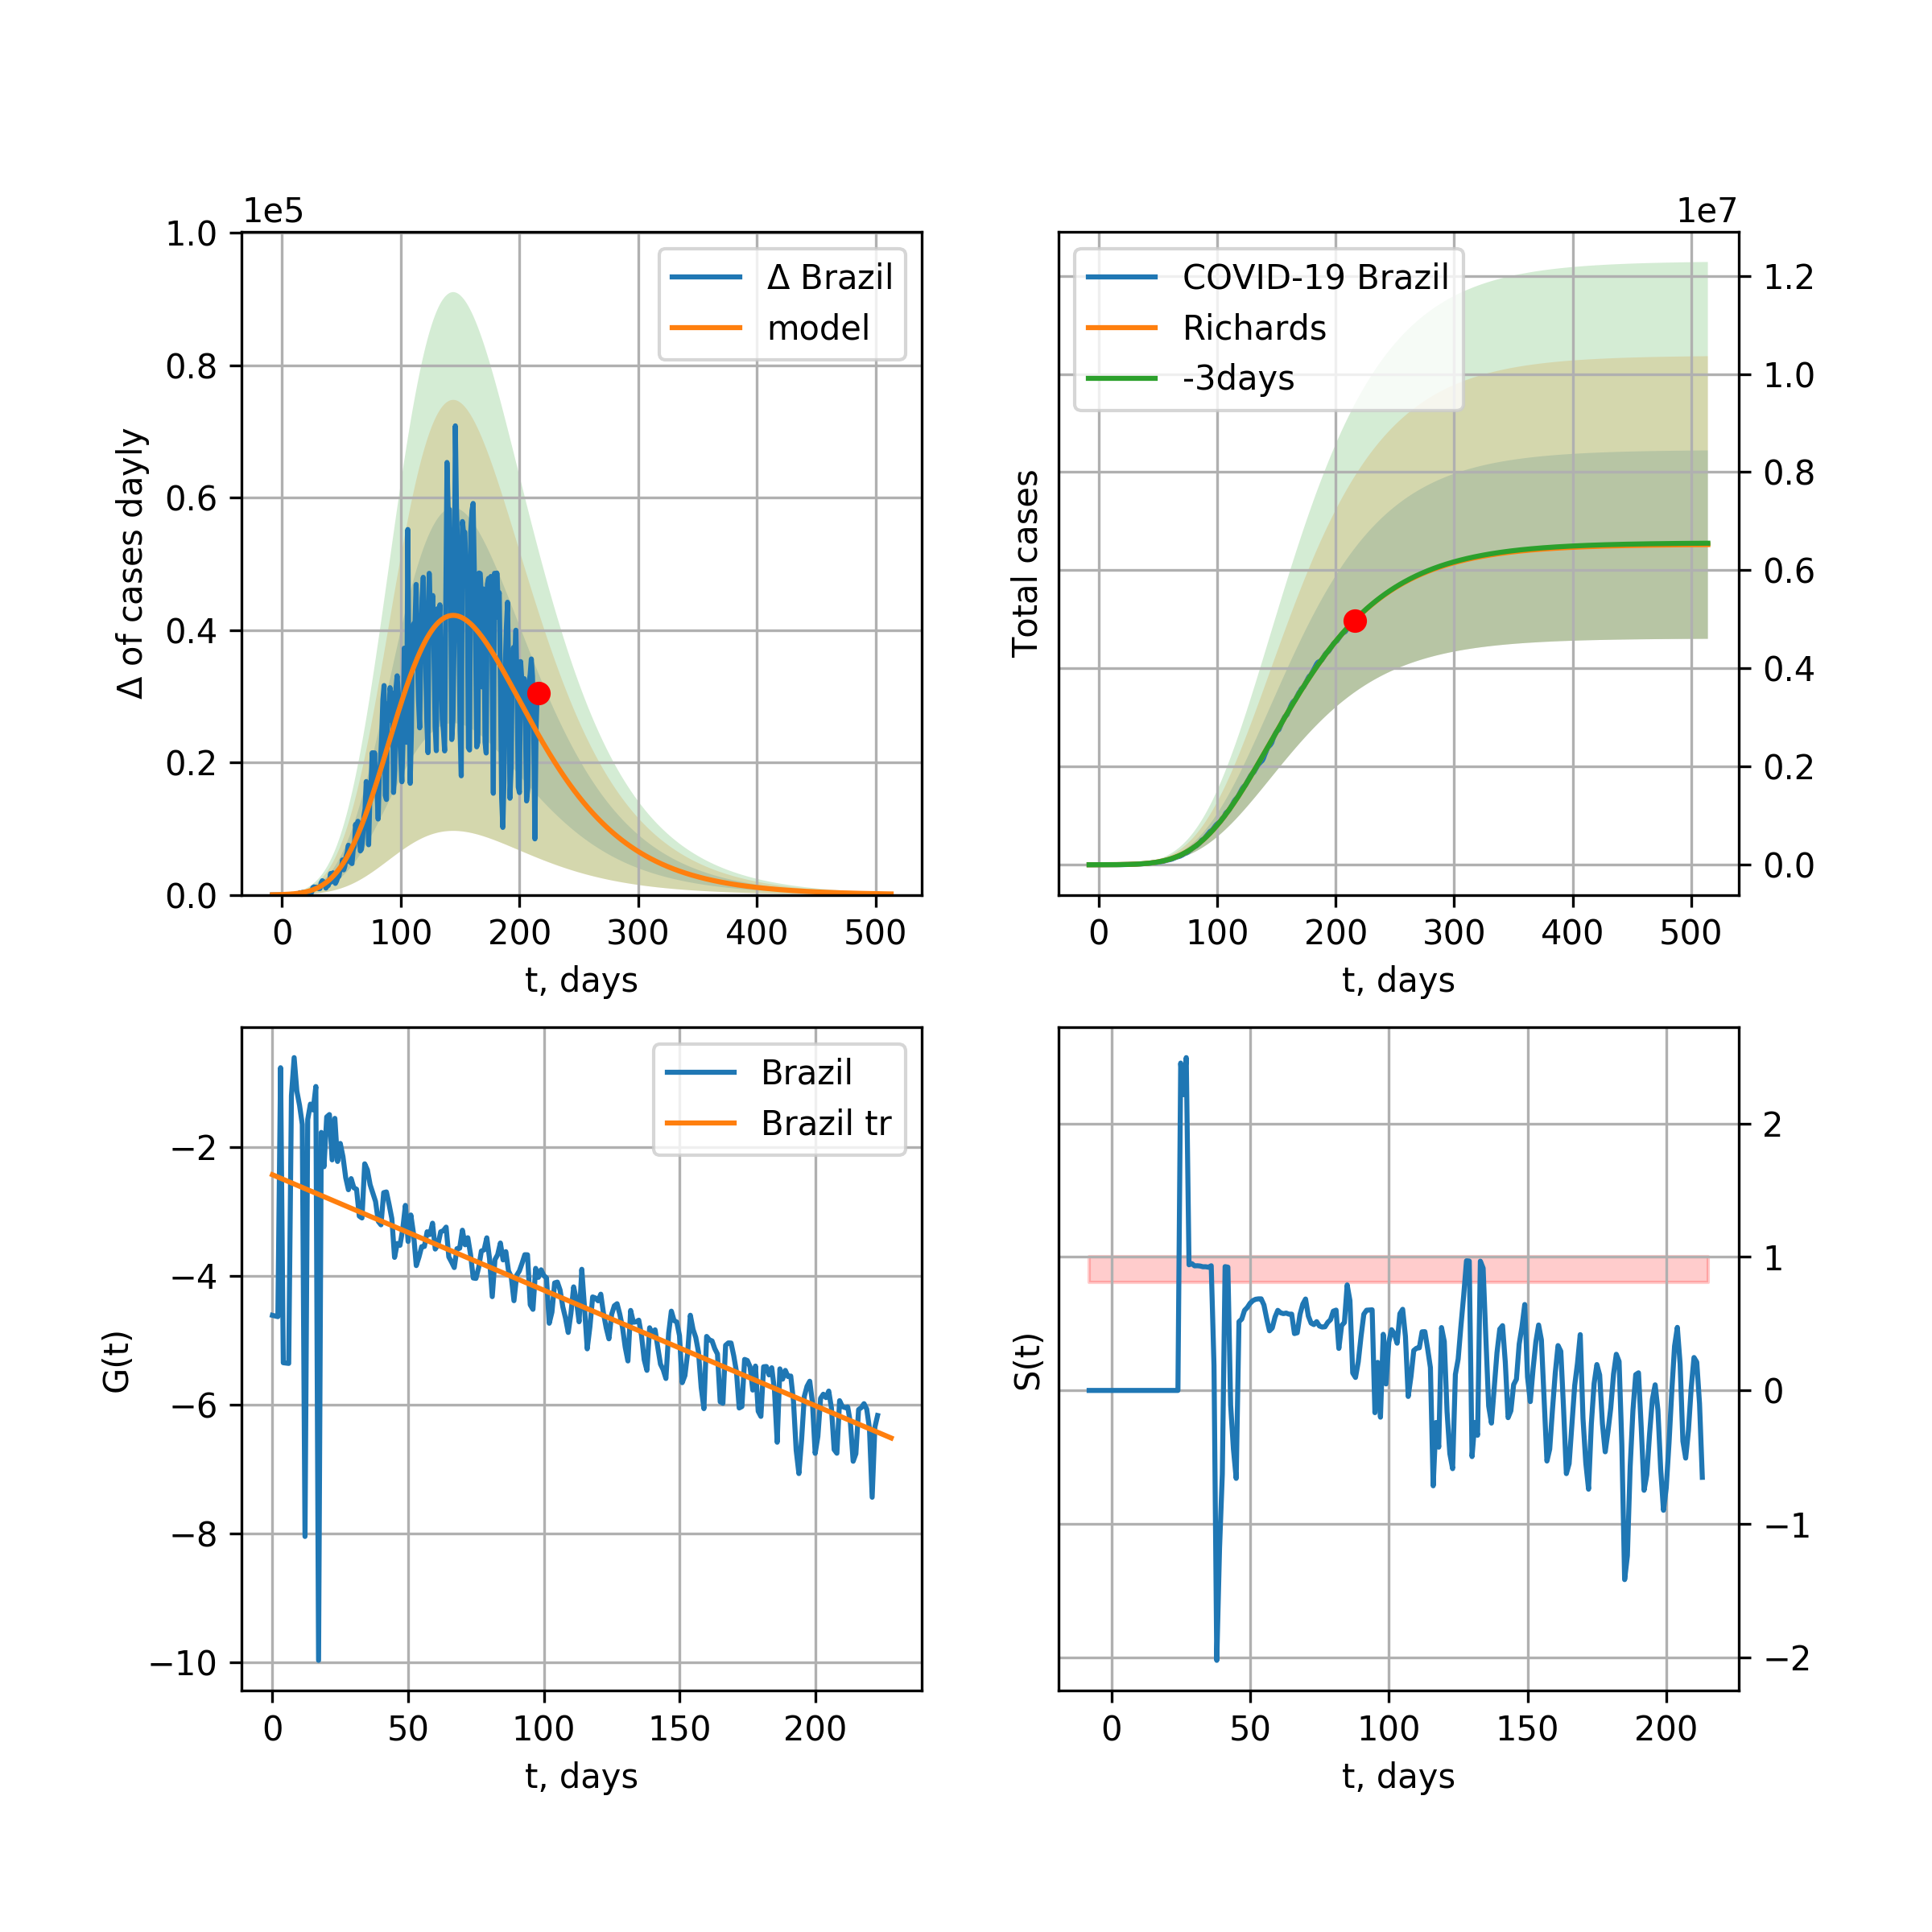 1e5
1.0
0.8
0.6
0.4
0.2
0.0
Δ of cases dayly
Δ Brazil
model
0 100 200 300 400 500
t, days
1e7
COVID-19 Brazil
Richards
-3days
Total cases
1.2
1.0
0.8
0.6
0.4
0.2
0.0
0 100 200 300 400 500
t, days
Brazil
Brazil tr
G(t)
−2
−4
−6
−8
−10
0 50 100 150 200
t, days
S(t)
2
1
0
−1
−2
0 50 100 150 200
t, days